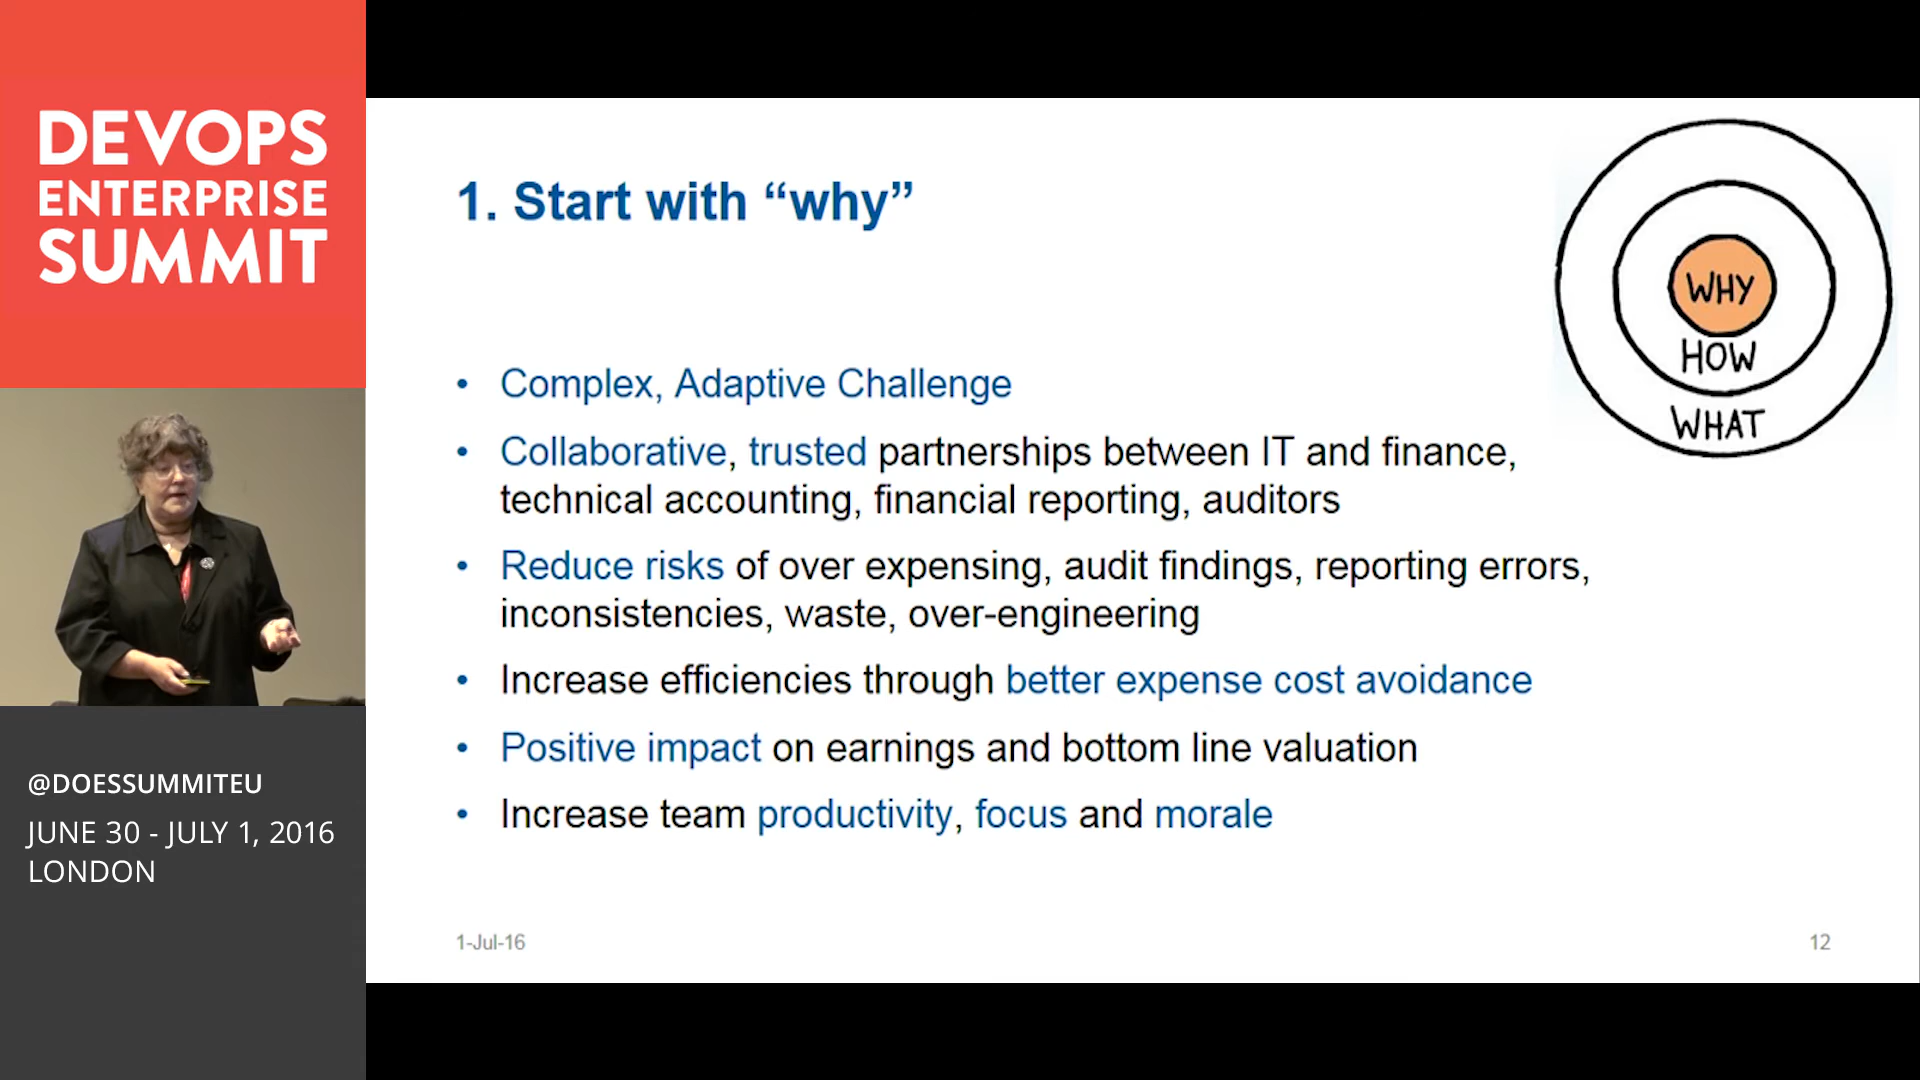 DEVOPS
ENTERPRISE
SUMMIT
@DOESSUMMITEU
JUNE 30 - JULY 1, 2016
LONDON
1. Start with “why”
WHY
HOW
WHAT
• Complex, Adaptive Challenge
• Collaborative, trusted partnerships between IT and finance,
technical accounting, financial reporting, auditors
• Reduce risks of over expensing, audit findings, reporting errors,
inconsistencies, waste, over-engineering
• Increase efficiencies through better expense cost avoidance
• Positive impact on earnings and bottom line valuation
• Increase team productivity, focus and morale
1-Jul-16
12